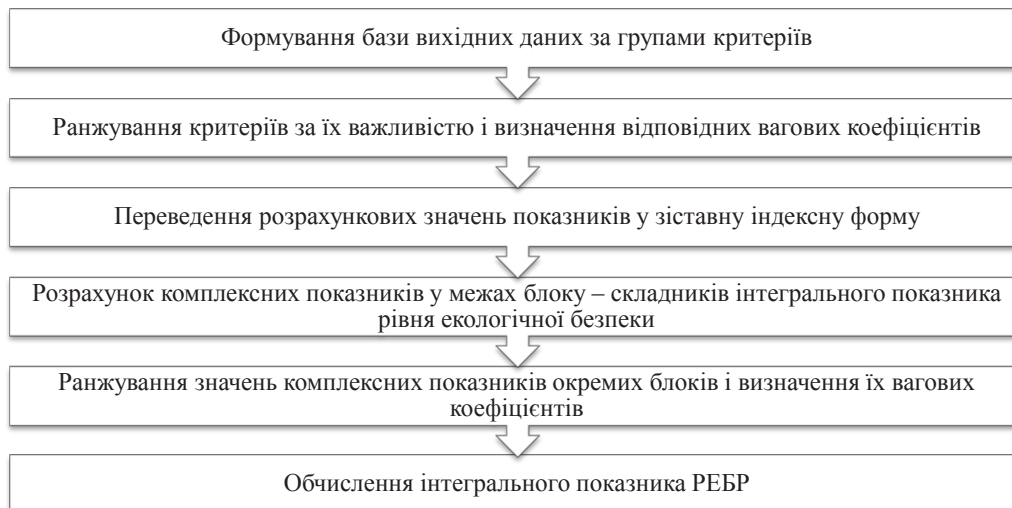 Формування бази вихідних даних за групами критеріїв
Ранжування критеріїв за їх важливістю і визначення відповідних вагових коефіцієнтів
Переведення розрахункових значень показників у зіставну індексну форму
Розрахунок комплексних показників у межах блоку – складників інтегрального показника
рівня екологічної безпеки
Ранжування значень комплексних показників окремих блоків і визначення їх вагових
коефіцієнтів
Обчислення інтегрального показника РЕБР